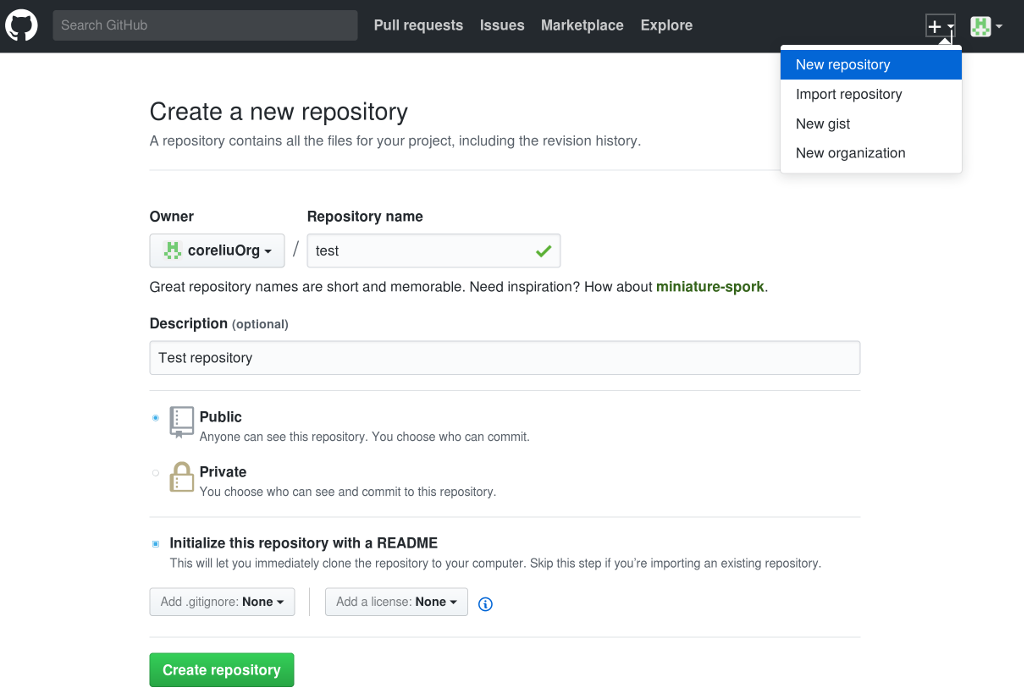 Search GitHub
Pull requests Issues Marketplace Explore
New repository
Import repository
New gist
New organization
Create a new repository
A repository contains all the files for your project, including the revision history.
Owner Repository name
coreliuOrg / test
Great repository names are short and memorable. Need inspiration? How about miniature-spork.
Description (optional)
Test repository
Public
Anyone can see this repository. You choose who can commit.
Private
You choose who can see and commit to this repository.
Initialize this repository with a README
This will let you immediately clone the repository to your computer. Skip this step if you’re importing an existing repository.
Add .gitignore: None Add a license: None
Create repository